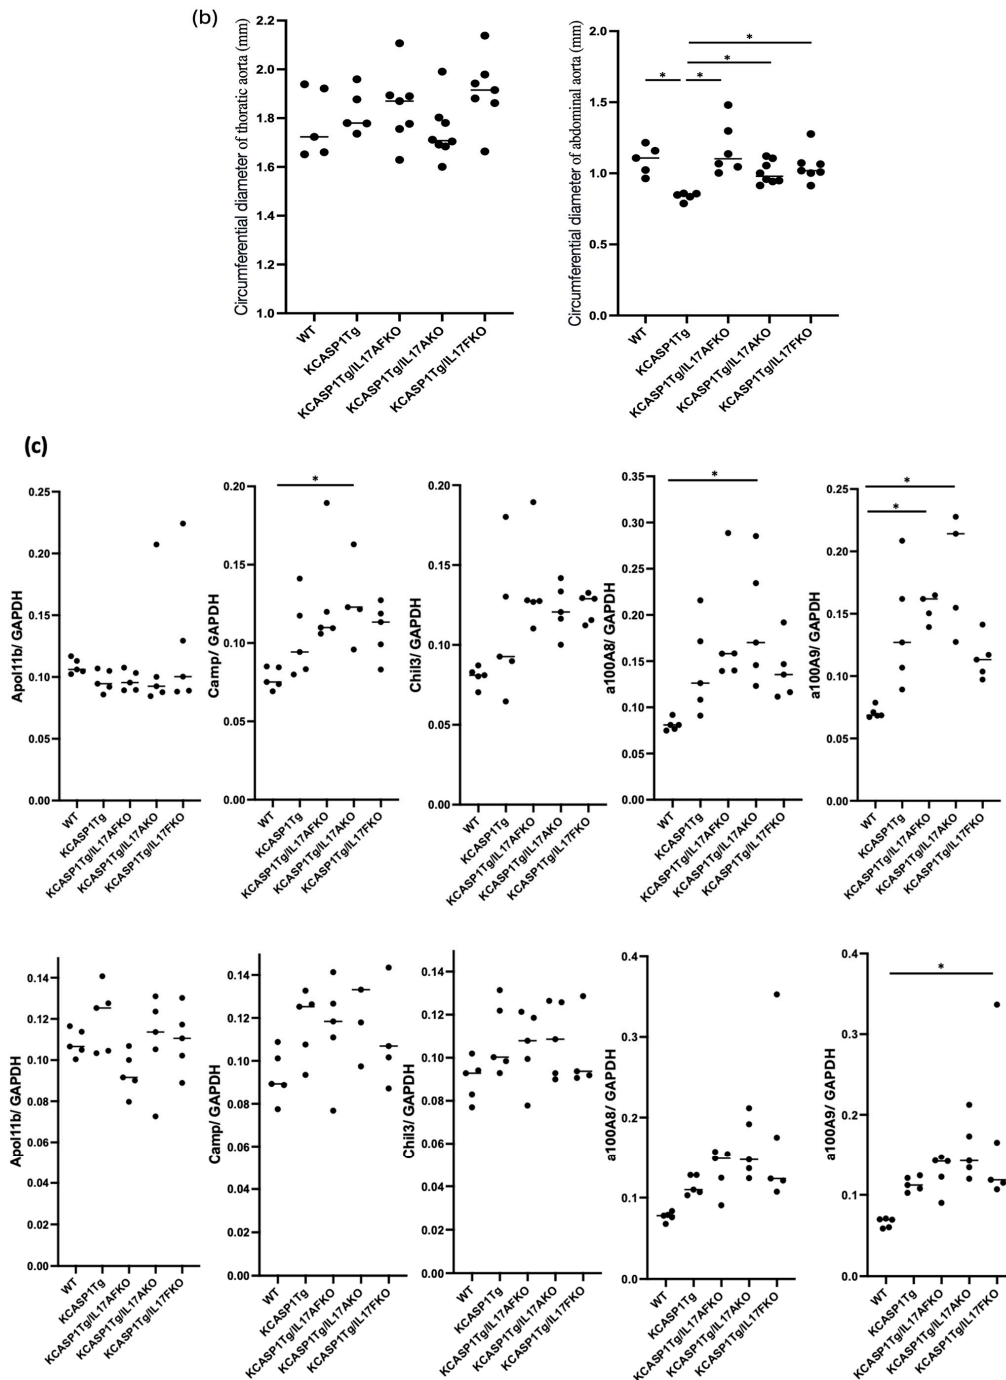 (b)
Circumferential diameter of thoratic aorta (mm)
2.2
2.0
1.8
1.6
1.4
1.2
1.0
WT
KCASP1Tg
KCASP1Tg/IL17AFKO
KCASP1Tg/IL17AKO
KCASP1Tg/IL17FKO
Circumferential diameter of abdominal aorta (mm)
2.0
1.5
1.0
0.5
0.0
*
*
*
*
WT
KCASP1Tg
KCASP1Tg/IL17AFKO
KCASP1Tg/IL17AKO
KCASP1Tg/IL17FKO
(c)
Apol11b/ GAPDH
0.25
0.20
0.15
0.10
0.05
0.00
WT
KCASP1Tg
KCASP1Tg/IL17AFKO
KCASP1Tg/IL17AKO
KCASP1Tg/IL17FKO
Camp/ GAPDH
0.20
0.15
0.10
0.05
0.00
*
WT
KCASP1Tg
KCASP1Tg/IL17AFKO
KCASP1Tg/IL17AKO
KCASP1Tg/IL17FKO
Chil3/ GAPDH
0.20
0.15
0.10
0.05
0.00
WT
KCASP1Tg
KCASP1Tg/IL17AFKO
KCASP1Tg/IL17AKO
KCASP1Tg/IL17FKO
a100A8/ GAPDH
0.35
0.30
0.25
0.20
0.15
0.10
0.05
0.00
*
WT
KCASP1Tg
KCASP1Tg/IL17AFKO
KCASP1Tg/IL17AKO
KCASP1Tg/IL17FKO
a100A9/ GAPDH
0.25
0.20
0.15
0.10
0.05
0.00
*
*
WT
KCASP1Tg
KCASP1Tg/IL17AFKO
KCASP1Tg/IL17AKO
KCASP1Tg/IL17FKO
Apol11b/ GAPDH
0.14
0.12
0.10
0.08
0.06
0.04
0.02
0.00
WT
KCASP1Tg
KCASP1Tg/IL17AFKO
KCASP1Tg/IL17AKO
KCASP1Tg/IL17FKO
Camp/ GAPDH
0.14
0.12
0.10
0.08
0.06
0.04
0.02
0.00
WT
KCASP1Tg
KCASP1Tg/IL17AFKO
KCASP1Tg/IL17AKO
KCASP1Tg/IL17FKO
Chil3/ GAPDH
0.14
0.12
0.10
0.08
0.06
0.04
0.02
0.00
WT
KCASP1Tg
KCASP1Tg/IL17AFKO
KCASP1Tg/IL17AKO
KCASP1Tg/IL17FKO
a100A8/ GAPDH
0.4
0.3
0.2
0.1
0.0
WT
KCASP1Tg
KCASP1Tg/IL17AFKO
KCASP1Tg/IL17AKO
KCASP1Tg/IL17FKO
a100A9/ GAPDH
0.4
0.3
0.2
0.1
0.0
*
WT
KCASP1Tg
KCASP1Tg/IL17AFKO
KCASP1Tg/IL17AKO
KCASP1Tg/IL17FKO